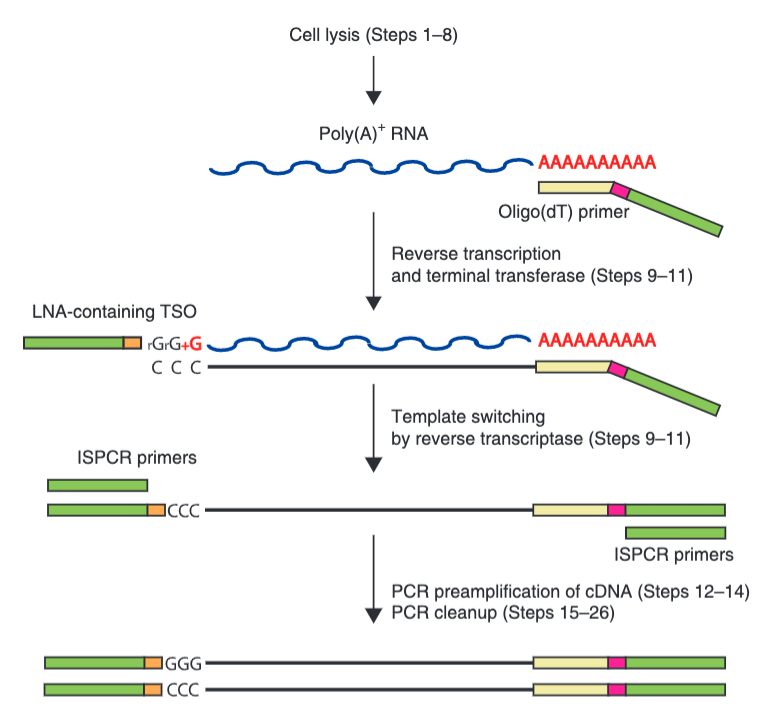 Cell lysis (Steps 1–8)
Poly(A)+ RNA
AAAAAAAAAA
Oligo(dT) primer
Reverse transcription
and terminal transferase (Steps 9–11)
LNA-containing TSO
rGrG+G
AAAAAAAAAA
C C C
Template switching
by reverse transcriptase (Steps 9–11)
ISPCR primers
CCC
ISPCR primers
PCR preamplification of cDNA (Steps 12–14)
PCR cleanup (Steps 15–26)
GGG
CCC